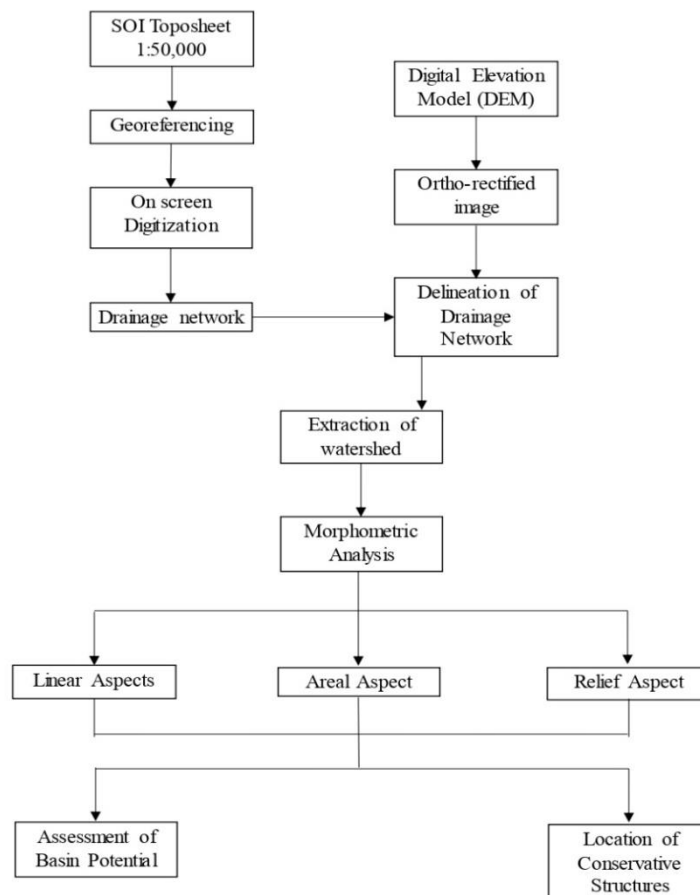 SOI Toposheet
1:50,000
Digital Elevation
Model (DEM)
Georeferencing
Ortho-rectified
image
On screen
Digitization
Drainage network
Delineation of
Drainage
Network
Extraction of
watershed
Morphometric
Analysis
Linear Aspects
Areal Aspect
Relief Aspect
Assessment of
Basin Potential
Location of
Conservative
Structures